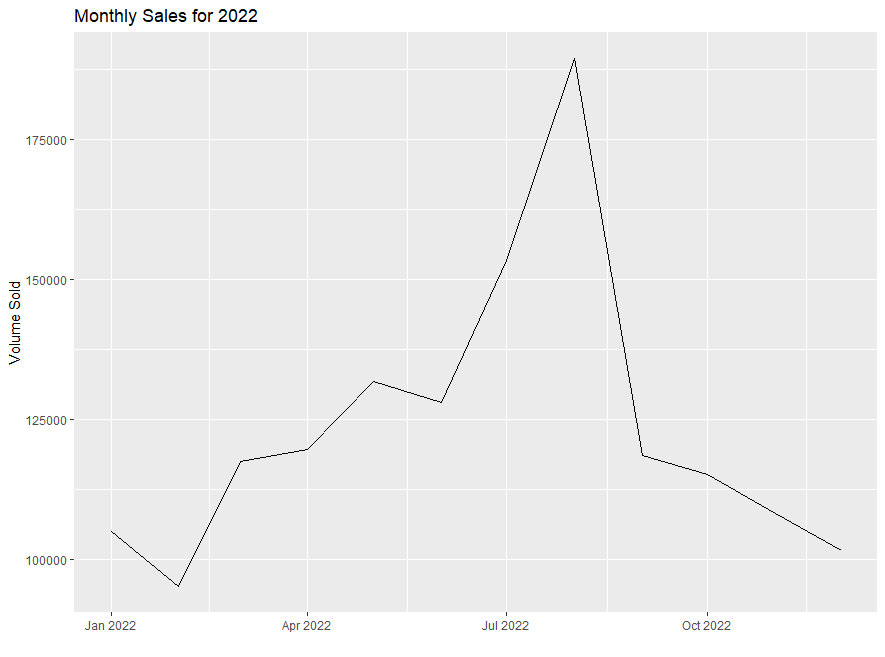 Monthly Sales for 2022
Volume Sold
175000
150000
125000
100000
Jan 2022
Apr 2022
Jul 2022
Oct 2022